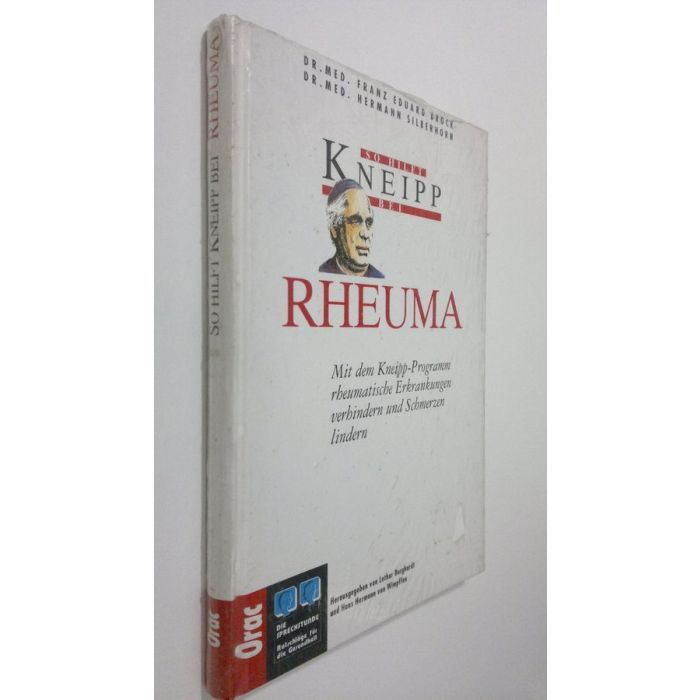 DR. MED. FRANZ EDUARD BROCK
DR. MED. HERMANN SILBERHORN
SO HILFT
KNEIPP
BEI
RHEUMA
Mit dem Kneipp-Programm
rheumatische Erkrankungen
verhindern und Schmerzen
lindern
Herausgegeben von Lothar Burghardt
und Hans Hermann von Wimpffen
DIE
SPRECHSTUNDE
Ratschläge für
die Gesundheit
Orac
SO HILFT KNEIPP BEI RHEUMA
Orac